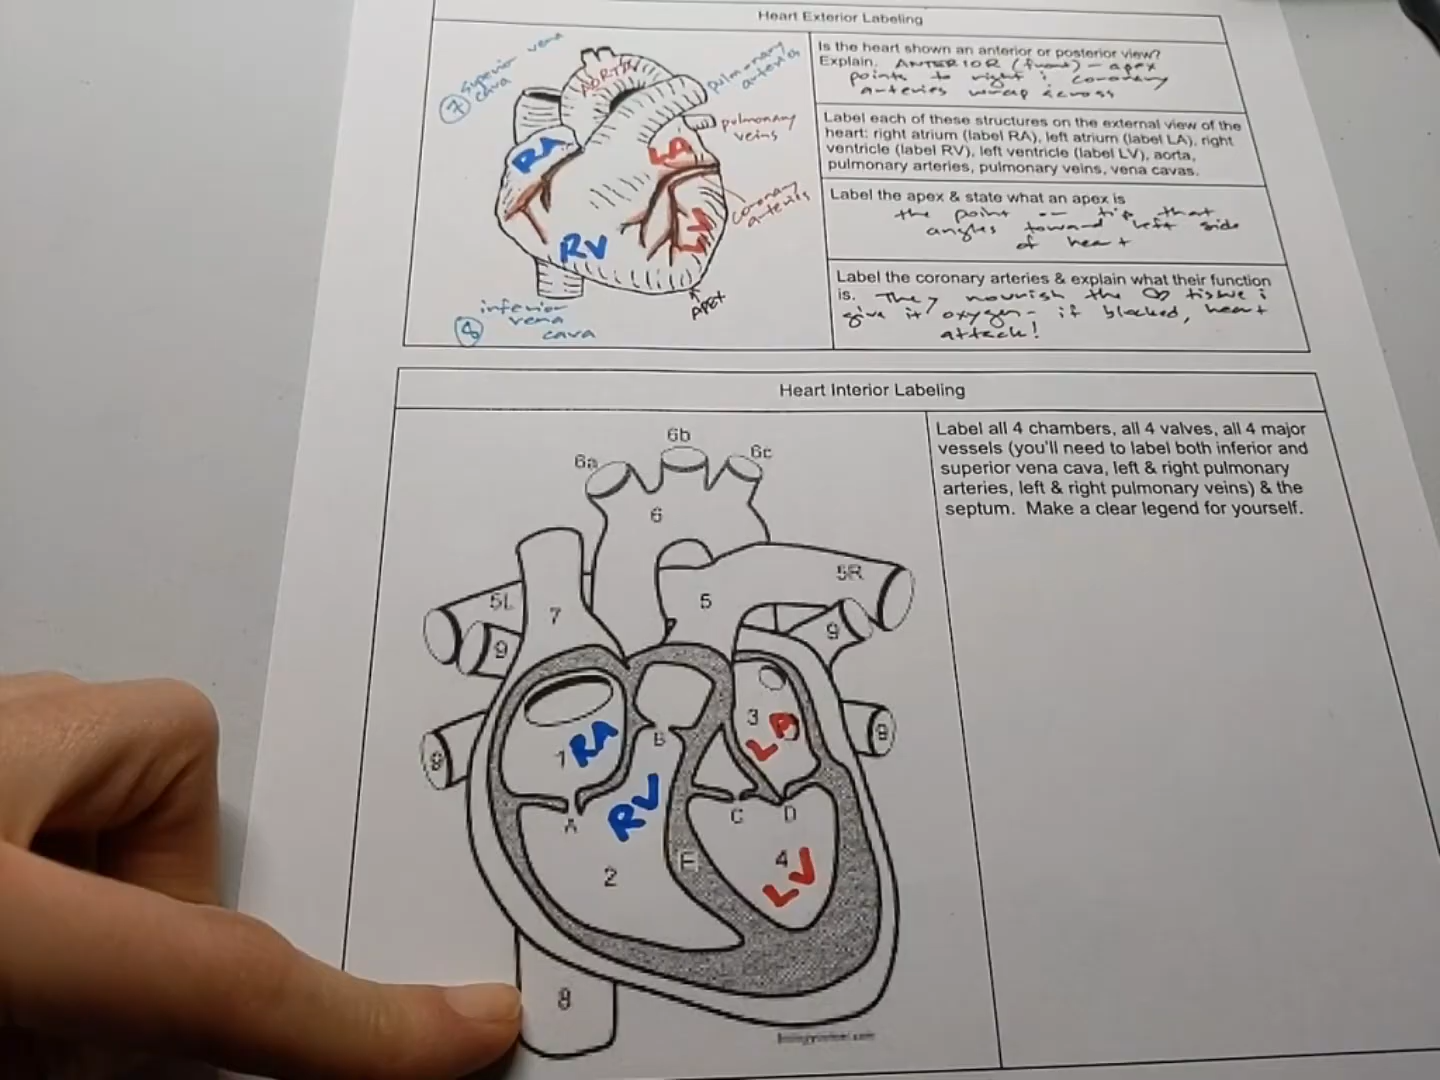 Heart Exterior Labeling
7 superior vena
cava
AORTA
pulmonary
arteries
pulmonary
veins
RA
LA
coronary
arteries
RV
LV
APEX
8 inferior
vena
cava
Is the heart shown an anterior or posterior view?
Explain. ANTERIOR (front) - apex
points to right & coronary
arteries wrap across
Label each of these structures on the external view of the
heart: right atrium (label RA), left atrium (label LA), right
ventricle (label RV), left ventricle (label LV), aorta,
pulmonary arteries, pulmonary veins, vena cavas.
Label the apex & state what an apex is
the point or tip that
angles toward left side
of heart
Label the coronary arteries & explain what their function
is. They nourish the tissue &
give it oxygen - if blocked, heart
attack!
Heart Interior Labeling
6b
6a
6c
6
5L
7
5
5R
9
9
1 RA
B
3
LA
9
9
RV
A
C
D
2
E
4
LV
8
Label all 4 chambers, all 4 valves, all 4 major
vessels (you'll need to label both inferior and
superior vena cava, left & right pulmonary
arteries, left & right pulmonary veins) & the
septum. Make a clear legend for yourself.